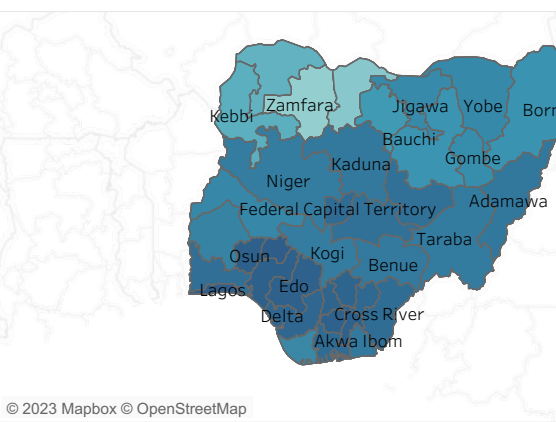 Zamfara
Kebbi
Jigawa
Yobe
Born
Bauchi
Gombe
Kaduna
Niger
Adamawa
Federal Capital Territory
Taraba
Osun
Kogi
Benue
Lagos
Edo
Delta
Cross River
Akwa Ibom
© 2023 Mapbox © OpenStreetMap